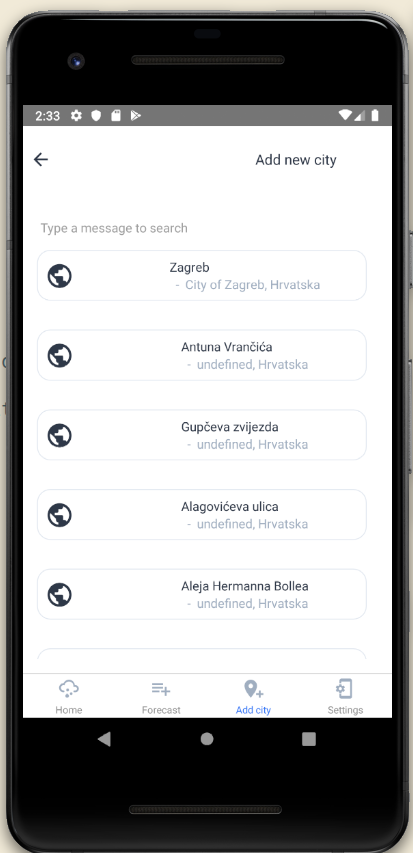 2:33
Add new city
Type a message to search
Zagreb
- City of Zagreb, Hrvatska
Antuna Vrančića
- undefined, Hrvatska
Gupčeva zvijezda
- undefined, Hrvatska
Alagovićeva ulica
- undefined, Hrvatska
Aleja Hermanna Bollea
- undefined, Hrvatska
Home
Forecast
Add city
Settings